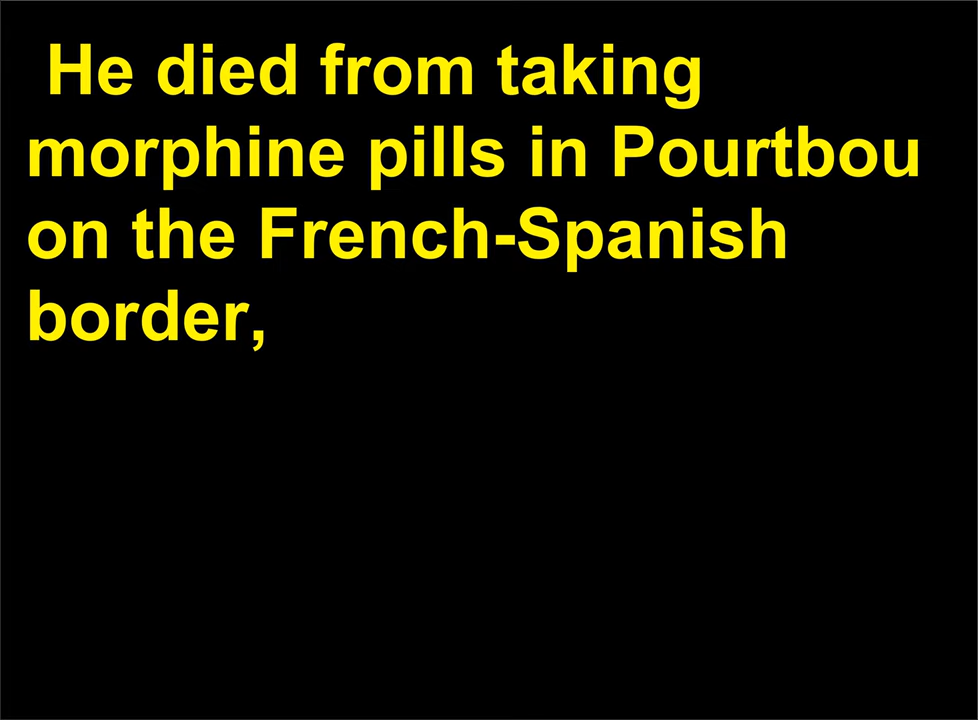 He died from taking
morphine pills in Pourtbou
on the French-Spanish
border,